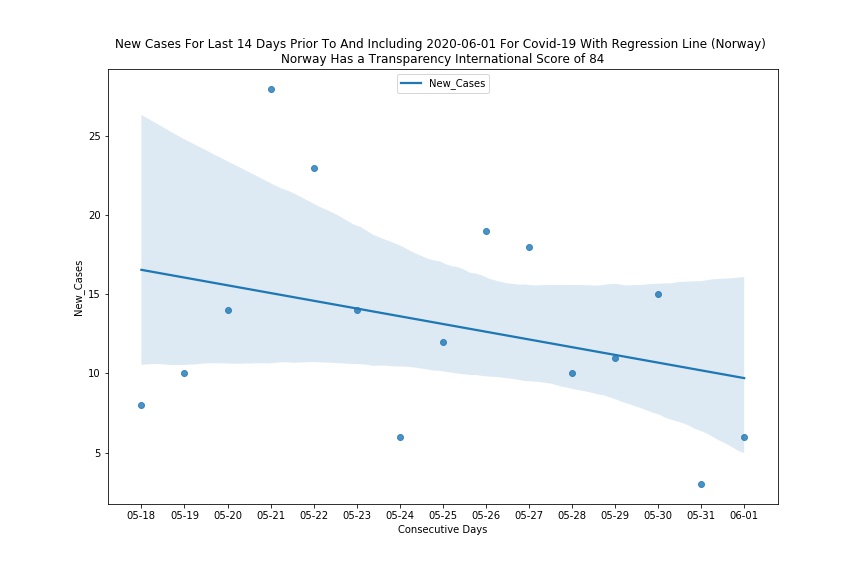 New Cases For Last 14 Days Prior To And Including 2020-06-01 For Covid-19 With Regression Line (Norway)
Norway Has a Transparency International Score of 84
New_Cases
25
20
15
10
5
New_Cases
05-18 05-19 05-20 05-21 05-22 05-23 05-24 05-25 05-26 05-27 05-28 05-29 05-30 05-31 06-01
Consecutive Days